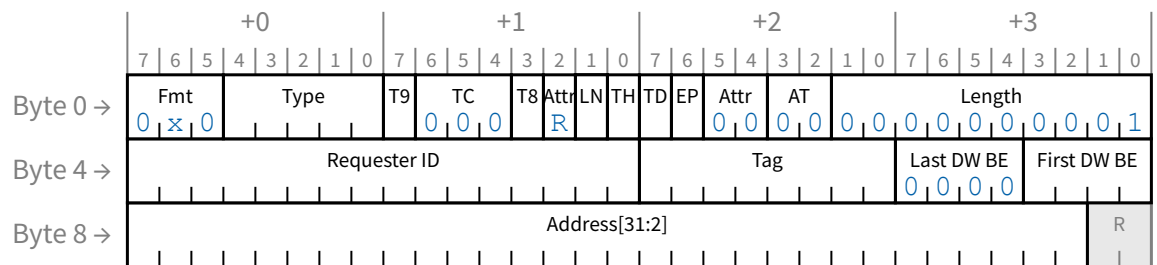 +0 +1 +2 +3
7 6 5 4 3 2 1 0 7 6 5 4 3 2 1 0 7 6 5 4 3 2 1 0 7 6 5 4 3 2 1 0
Byte 0 → Fmt Type T9 TC T8 Attr LN TH TD EP Attr AT Length
0 x 0 0 0 0 R 0 0 0 0 0 0 0 0 0 0 0 0 0 1
Byte 4 → Requester ID Tag Last DW BE First DW BE
0 0 0 0
Byte 8 → Address[31:2] R